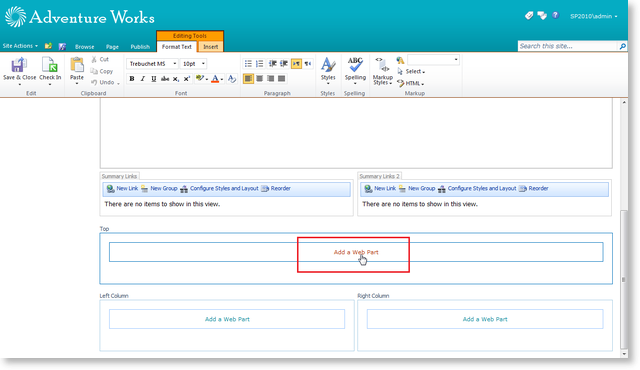 Adventure Works
SP2010\admin
Editing Tools
Site Actions Browse Page Publish Format Text Insert
Search this site...
Save & Close Check In
Paste
Cut
Copy
Undo
Trebuchet MS 10pt
B I U abc x₂ x²
Styles
ABC
Spelling
Markup Styles
Select
HTML
Edit Clipboard Font Paragraph Styles Spelling Markup
Summary Links Summary Links 2
New Link New Group Configure Styles and Layout Reorder
New Link New Group Configure Styles and Layout Reorder
There are no items to show in this view.
There are no items to show in this view.
Top
Add a Web Part
Left Column Right Column
Add a Web Part Add a Web Part